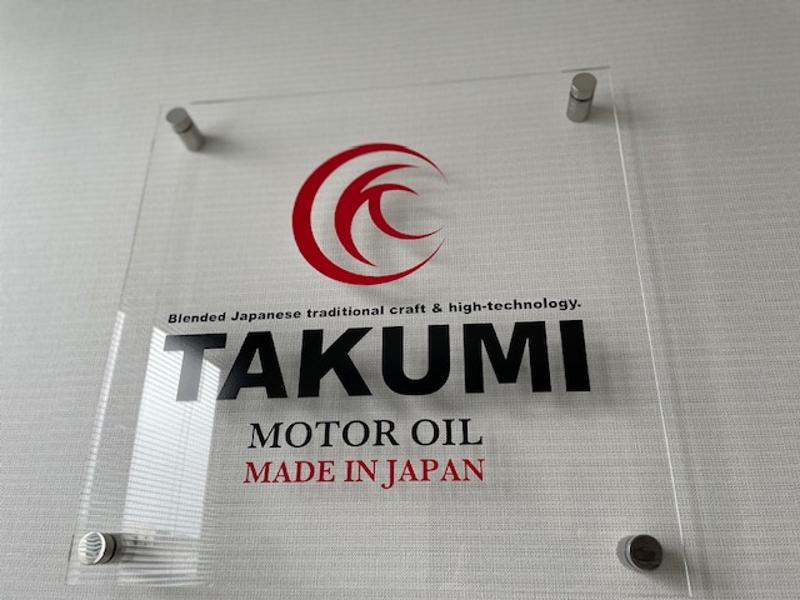 Blended Japanese traditional craft & high-technology.
TAKUMI
MOTOR OIL
MADE IN JAPAN